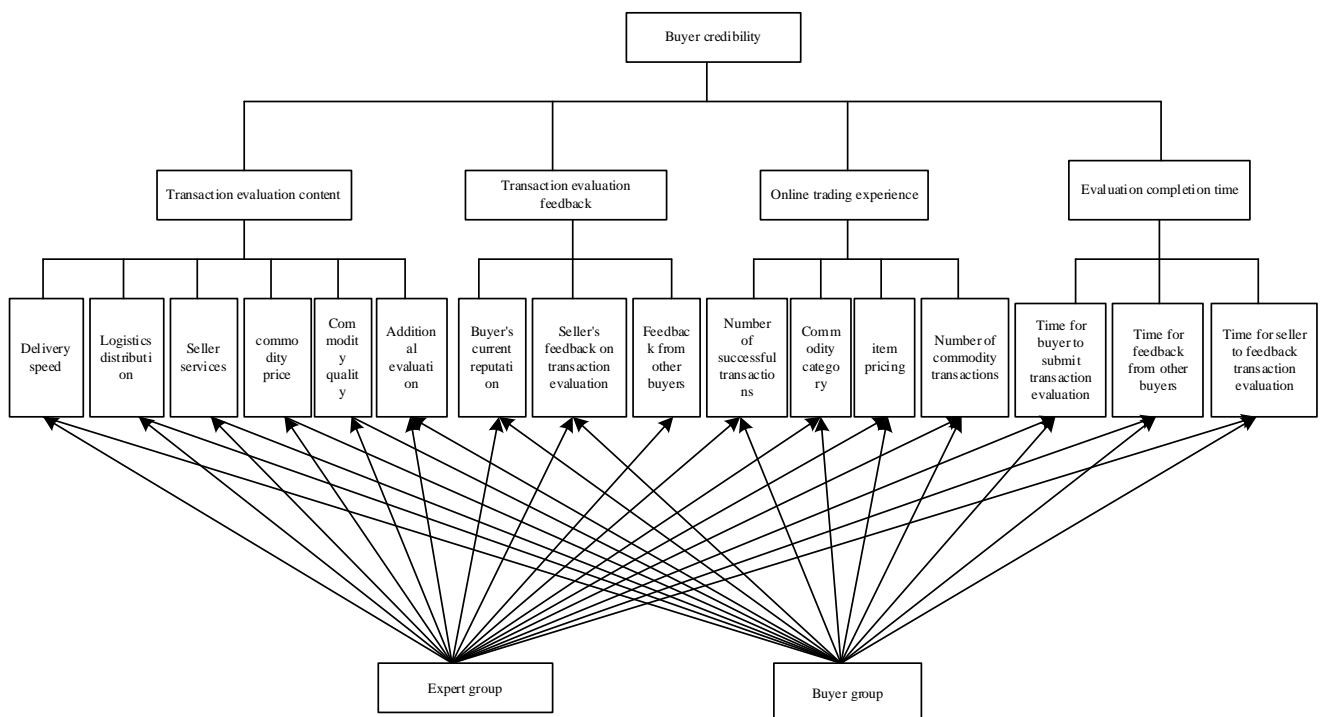 Buyer credibility
Transaction evaluation content
Transaction evaluation
feedback
Online trading experience
Evaluation completion time
Delivery
speed
Logistics
distributi
on
Seller
services
commo
dity
price
Com
modit
y
qualit
y
Addition
al
evaluati
on
Buyer's
current
reputati
on
Seller's
feedback on
transaction
evaluation
Feedbac
k from
other
buyers
Number
of
successful
transactio
ns
Comm
odity
categ
ory
item
pricing
Number of
commodity
transactions
Time for
buyer to
submit
transaction
evaluation
Time for
feedback
from other
buyers
Time for seller
to feedback
transaction
evaluation
Expert group
Buyer group